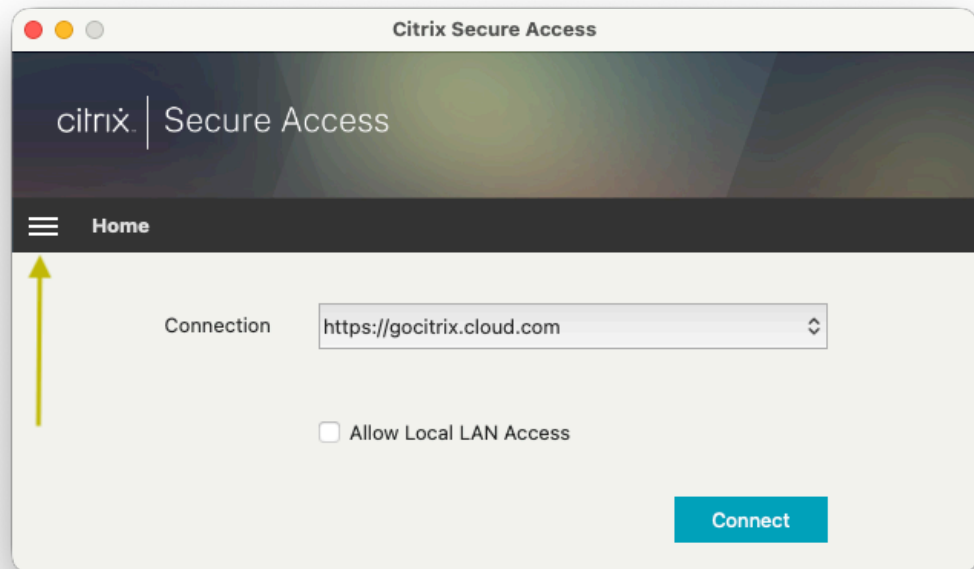 Citrix Secure Access
citrix. Secure Access
Home
Connection
https://gocitrix.cloud.com
Allow Local LAN Access
Connect